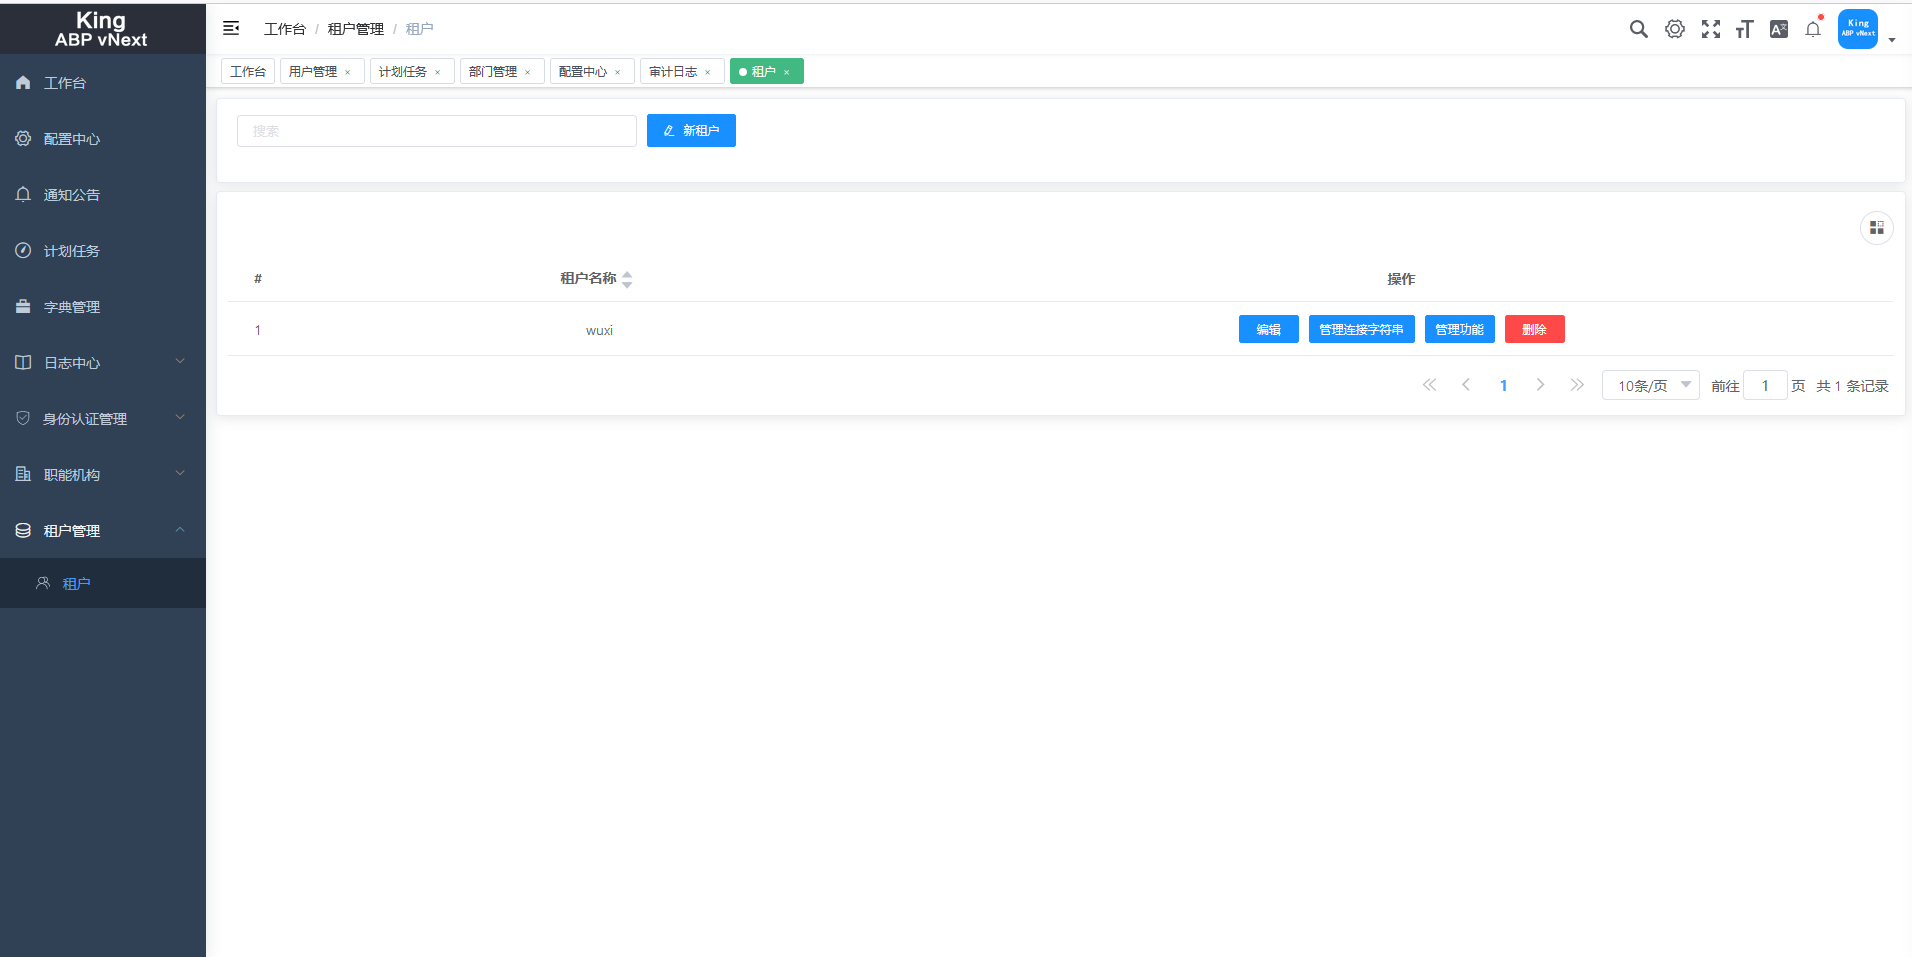 King
ABP vNext
工作台
配置中心
通知公告
计划任务
字典管理
日志中心
身份认证管理
职能机构
租户管理
租户
工作台 / 租户管理 / 租户
King
ABP vNext
工作台 用户管理 × 计划任务 × 部门管理 × 配置中心 × 审计日志 × 租户 ×
搜索 新租户
# 租户名称 操作
1 wuxi 编辑 管理连接字符串 管理功能 删除
1 10条/页 前往 1 页 共 1 条记录